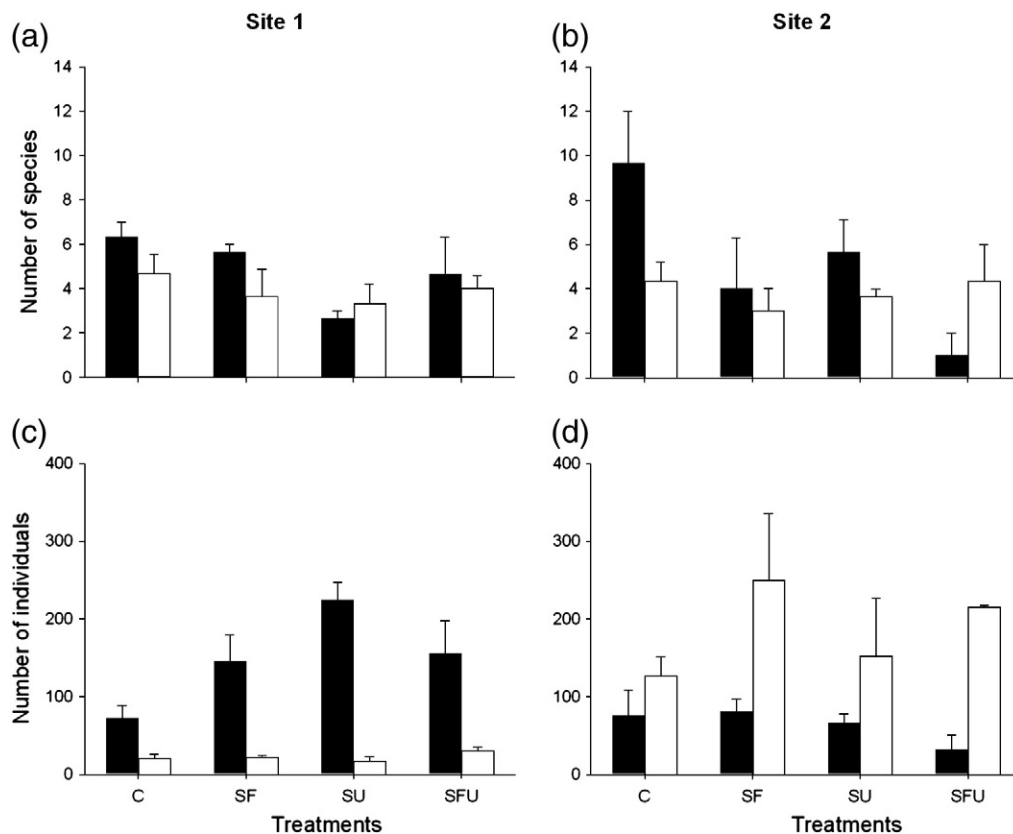 (a)
Site 1
(b)
Site 2
Number of species
14
12
10
8
6
4
2
0
14
12
10
8
6
4
2
0
(c)
(d)
Number of individuals
400
300
200
100
0
C SF SU SFU
Treatments
400
300
200
100
0
C SF SU SFU
Treatments